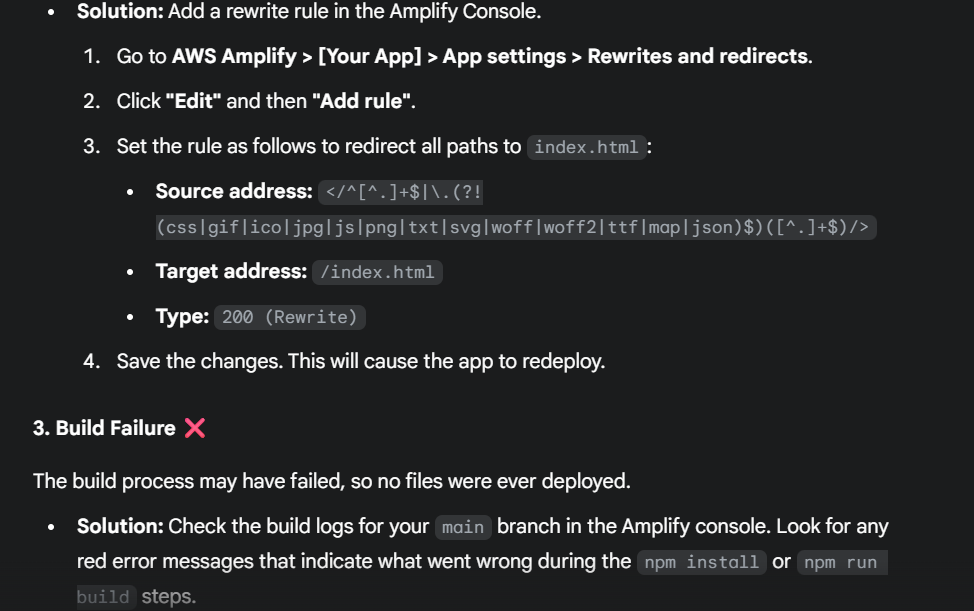 • Solution: Add a rewrite rule in the Amplify Console.
1. Go to AWS Amplify > [Your App] > App settings > Rewrites and redirects.
2. Click "Edit" and then "Add rule".
3. Set the rule as follows to redirect all paths to index.html:
• Source address: </^[^.]+$|\.(?!
(css|gif|ico|jpg|js|png|txt|svg|woff|woff2|ttf|map|json)$)([^.]+$)/>
• Target address: /index.html
• Type: 200 (Rewrite)
4. Save the changes. This will cause the app to redeploy.
3. Build Failure ❌
The build process may have failed, so no files were ever deployed.
• Solution: Check the build logs for your main branch in the Amplify console. Look for any
red error messages that indicate what went wrong during the npm install or npm run
build steps.